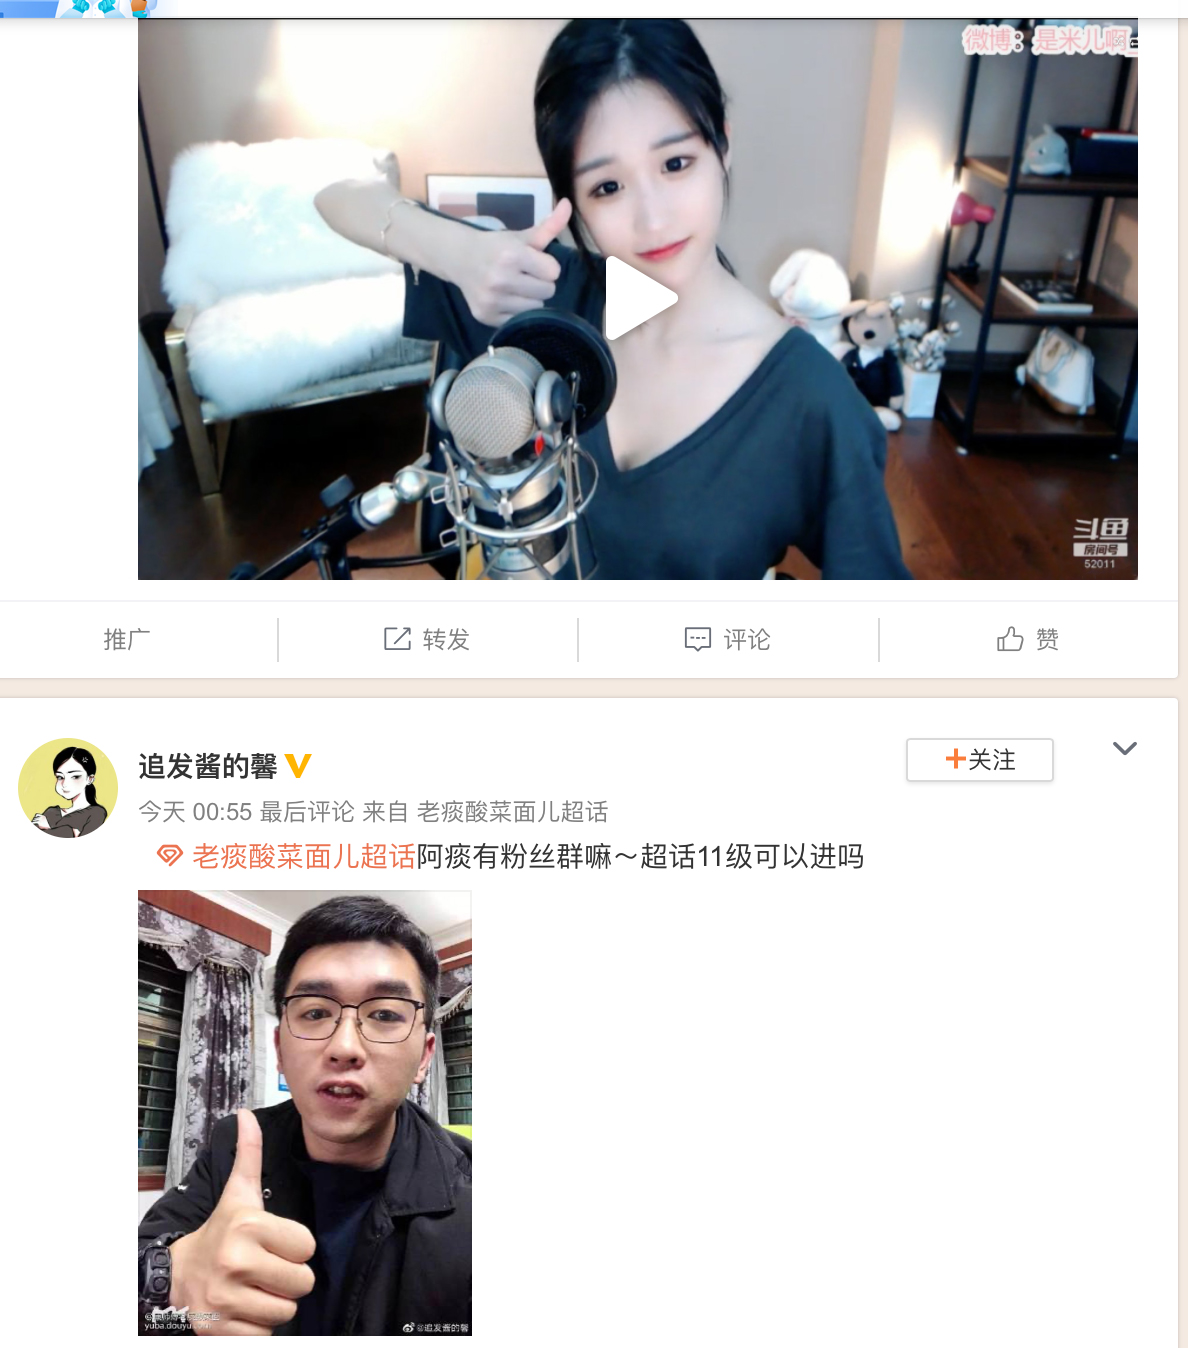 微博：是米儿啊_
斗鱼
房间号
52011
推广
转发
评论
赞
追发酱的馨
关注
今天 00:55 最后评论 来自 老痰酸菜面儿超话
老痰酸菜面儿超话阿痰有粉丝群嘛～超话11级可以进吗
yuba.douyu.com
@追发酱的馨